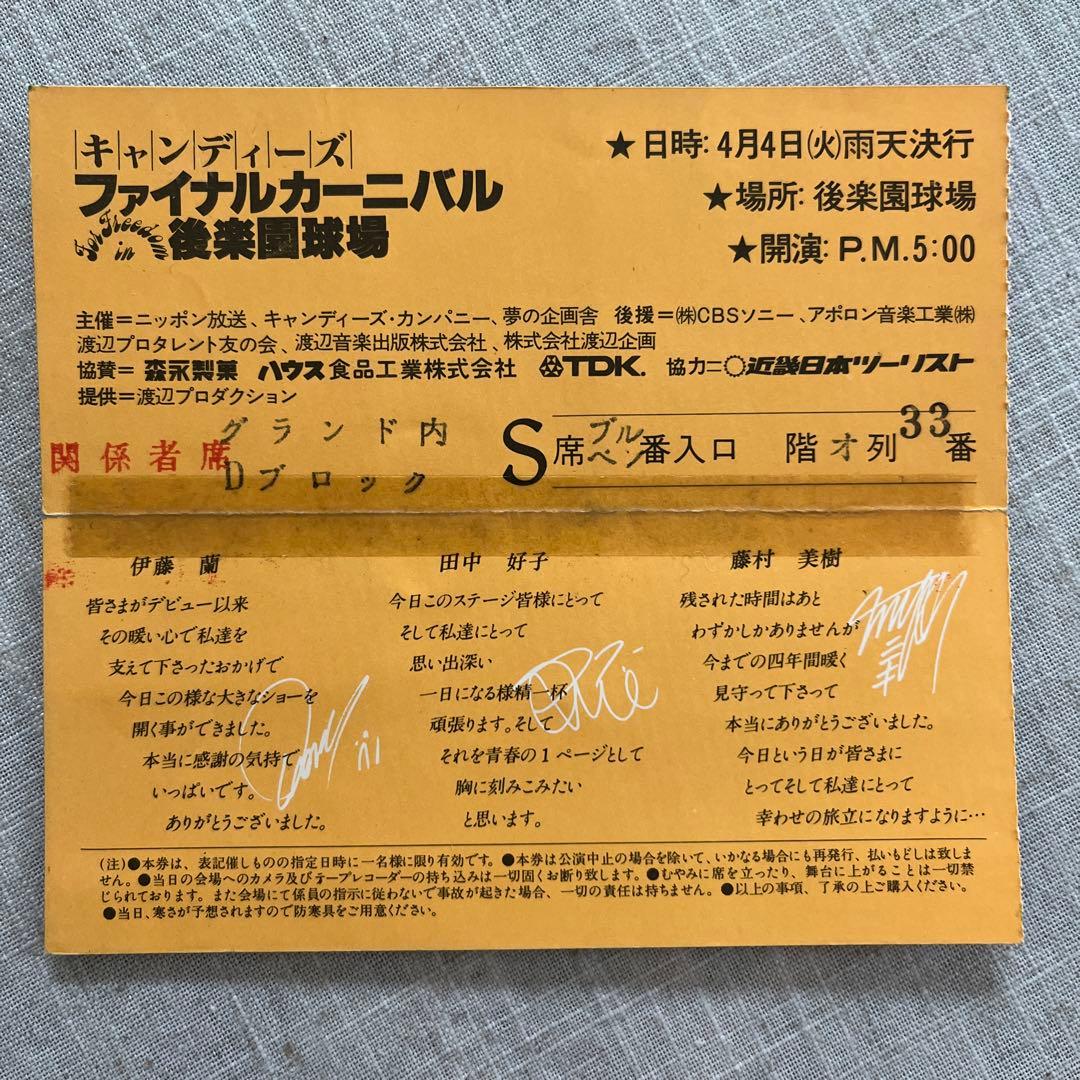 キャンディーズ
ファイナルカーニバル
For Freedom in 後楽園球場
★日時:4月4日(火)雨天決行
★場所:後楽園球場
★開演:P.M.5:00
主催=ニッポン放送、キャンディーズ・カンパニー、夢の企画舎 後援=㈱CBSソニー、アポロン音楽工業㈱
渡辺プロタレント友の会、渡辺音楽出版株式会社、株式会社渡辺企画
協賛=森永製菓 ハウス食品工業株式会社 TDK. 協力=近畿日本ツーリスト
提供=渡辺プロダクション
関係者席
グランド内
Dブロック
S席ブルペン番入口 階オ列33番
伊藤 蘭
皆さまがデビュー以来
その暖い心で私達を
支えて下さったおかげで
今日この様な大きなショーを
開く事ができました。
本当に感謝の気持で
いっぱいです。
ありがとうございました。
田中 好子
今日このステージ皆様にとって
そして私達にとって
思い出深い
一日になる様精一杯
頑張ります。そして
それを青春の1ページとして
胸に刻みこみたい
と思います。
藤村 美樹
残された時間はあと
わずかしかありませんが
今までの四年間暖く
見守って下さって
本当にありがとうございました。
今日という日が皆さまに
とってそして私達にとって
幸わせの旅立になりますように…
(注)●本券は、表記催しものの指定日時に一名様に限り有効です。●本券は公演中止の場合を除いて、いかなる場合にも再発行、払いもどしは致しま
せん。●当日の会場へのカメラ及びテープレコーダーの持ち込みは一切固くお断り致します。●むやみに席を立ったり、舞台に上がることは一切禁
じられております。また会場にて係員の指示に従わないで事故が起きた場合、一切の責任は持ちません。●以上の事項、了承の上ご購入ください。
●当日、寒さが予想されますので防寒具をご用意ください。